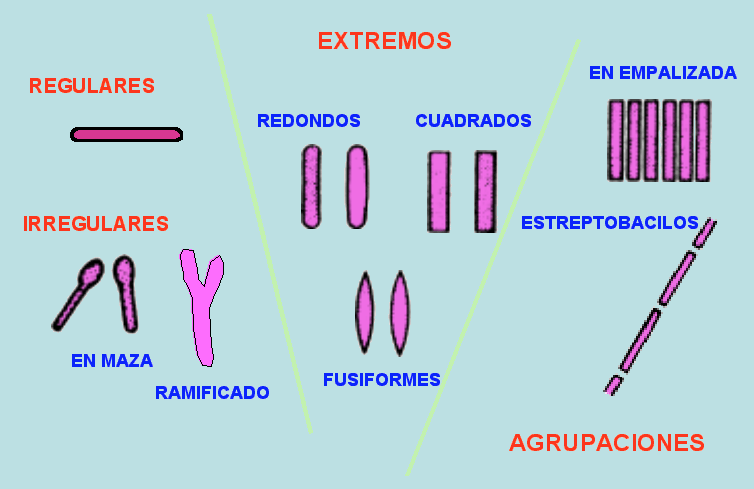 REGULARES
IRREGULARES
EN MAZA
RAMIFICADO
EXTREMOS
REDONDOS
CUADRADOS
FUSIFORMES
EN EMPALIZADA
ESTREPTOBACILOS
AGRUPACIONES